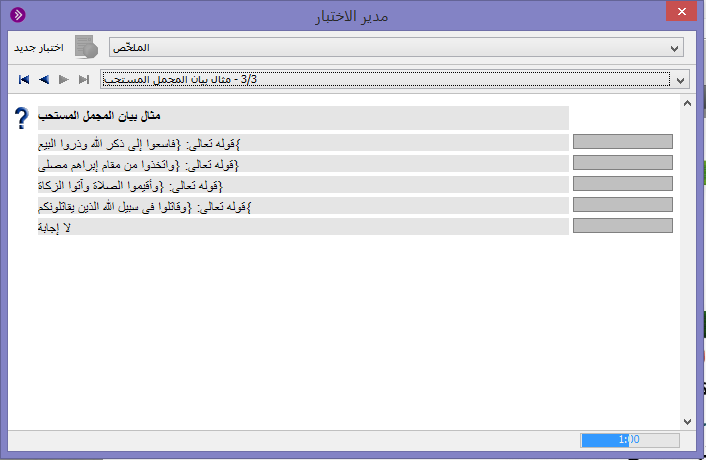 مدير الاختبار
اختبار جديد
الملخّص
3/3 - مثال بيان المجمل المستحب
مثال بيان المجمل المستحب
قوله تعالى: {فاسعوا إلى ذكر الله وذروا البيع}
قوله تعالى: {واتخذوا من مقام إبراهم مصلى}
قوله تعالى: {وأقيموا الصلاة وآتوا الزكاة}
قوله تعالى: {وقاتلوا في سبيل الله الذين يقاتلونكم}
لا إجابة
1:00